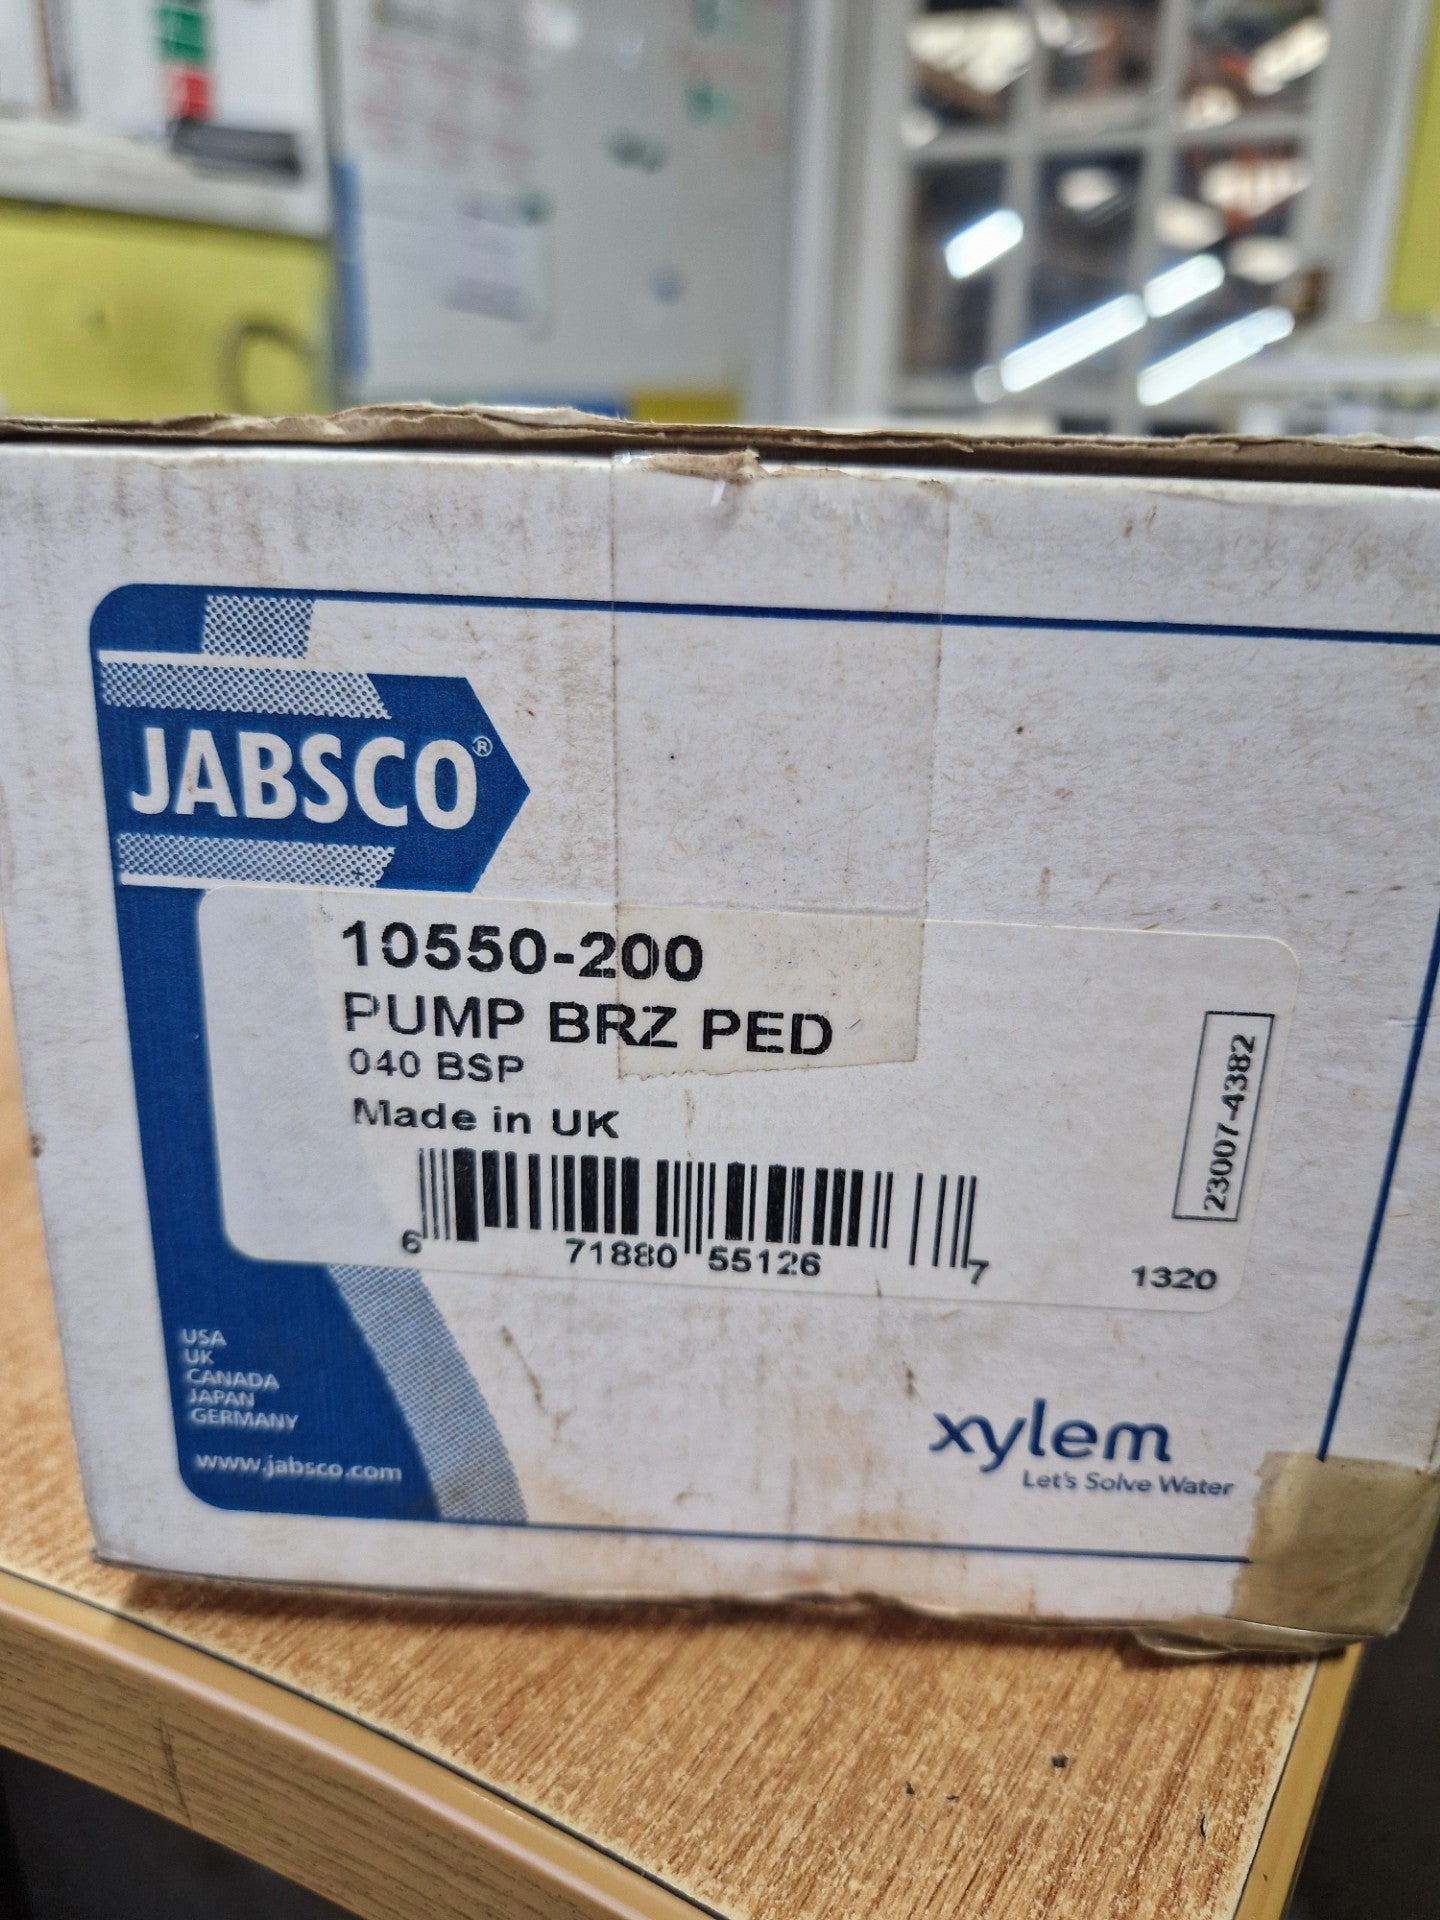 JABSCO®
10550-200
PUMP BRZ PED
040 BSP
Made in UK
23007-4382
6 71880 55126 7
1320
USA
UK
CANADA
JAPAN
GERMANY
www.jabsco.com
xylem
Let's Solve Water